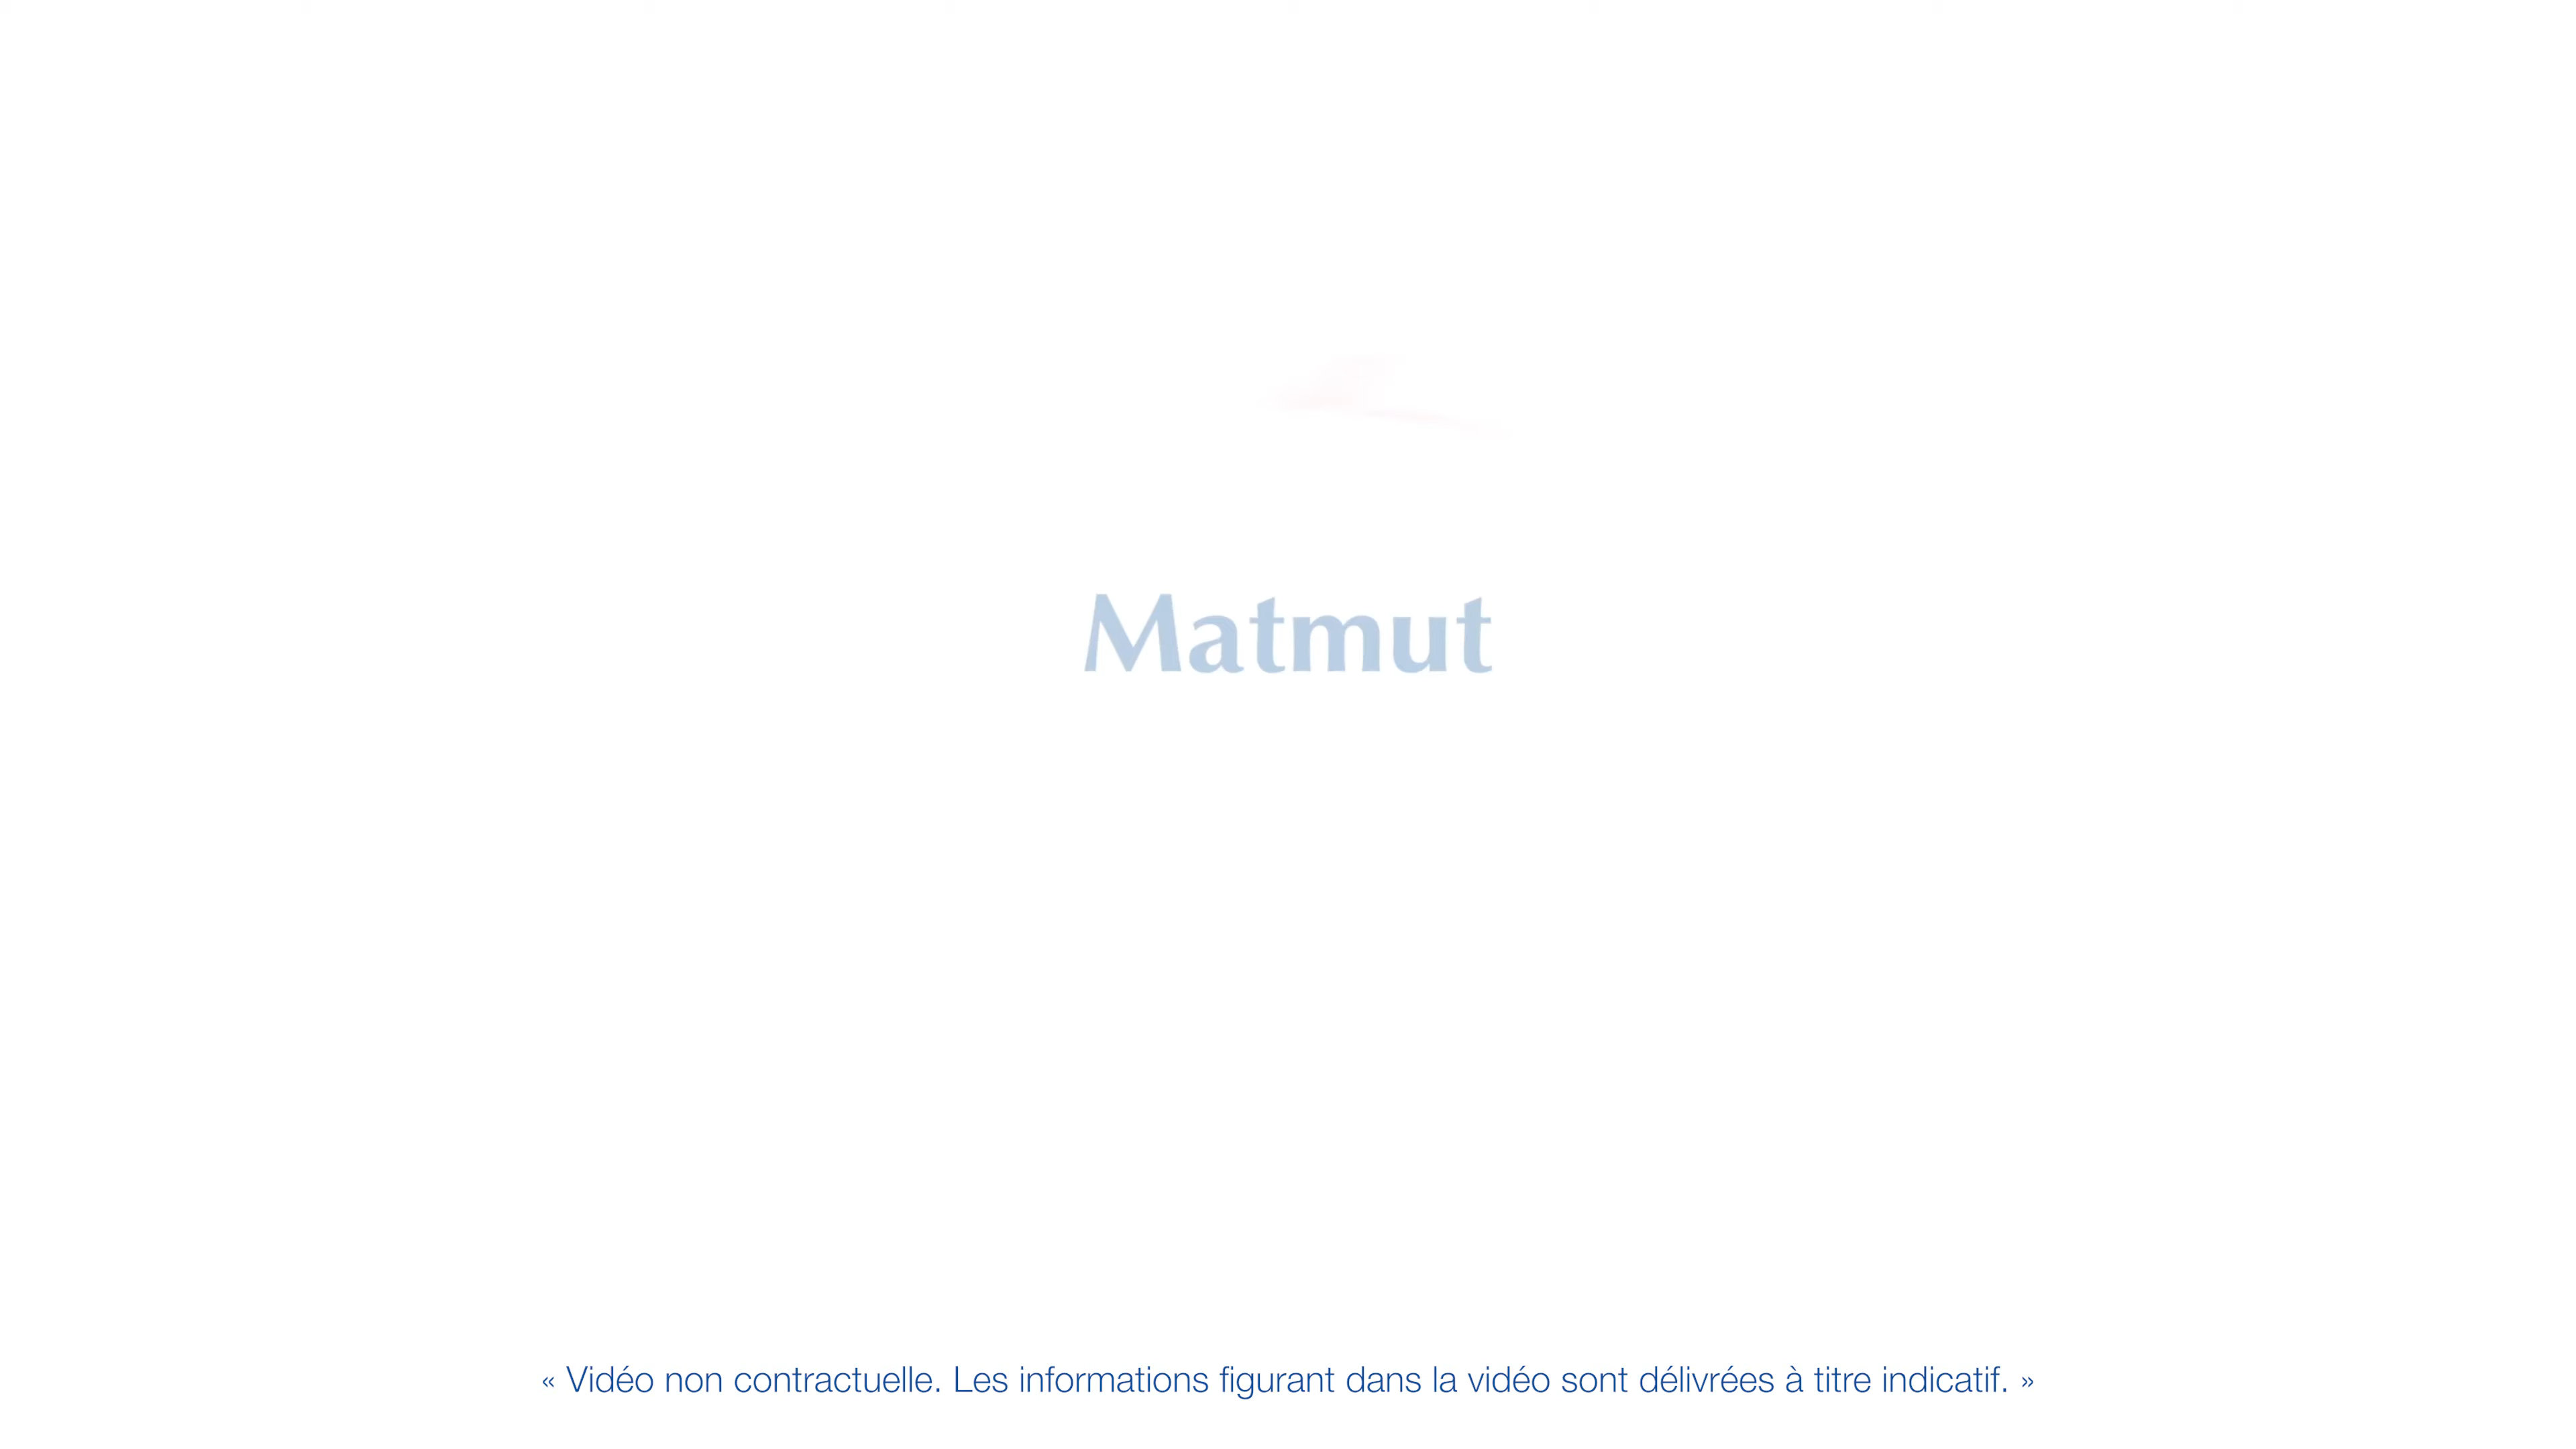 Matmut
« Vidéo non contractuelle. Les informations figurant dans la vidéo sont délivrées à titre indicatif. »